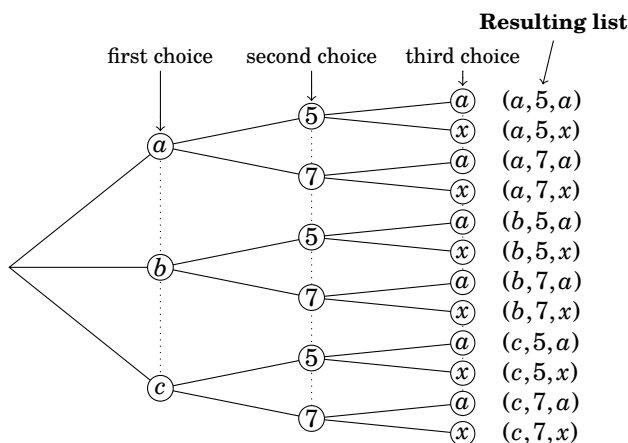 Resulting list
first choice second choice third choice
a 5 a (a,5,a)
x (a,5,x)
7 a (a,7,a)
x (a,7,x)
b 5 a (b,5,a)
x (b,5,x)
7 a (b,7,a)
x (b,7,x)
c 5 a (c,5,a)
x (c,5,x)
7 a (c,7,a)
x (c,7,x)